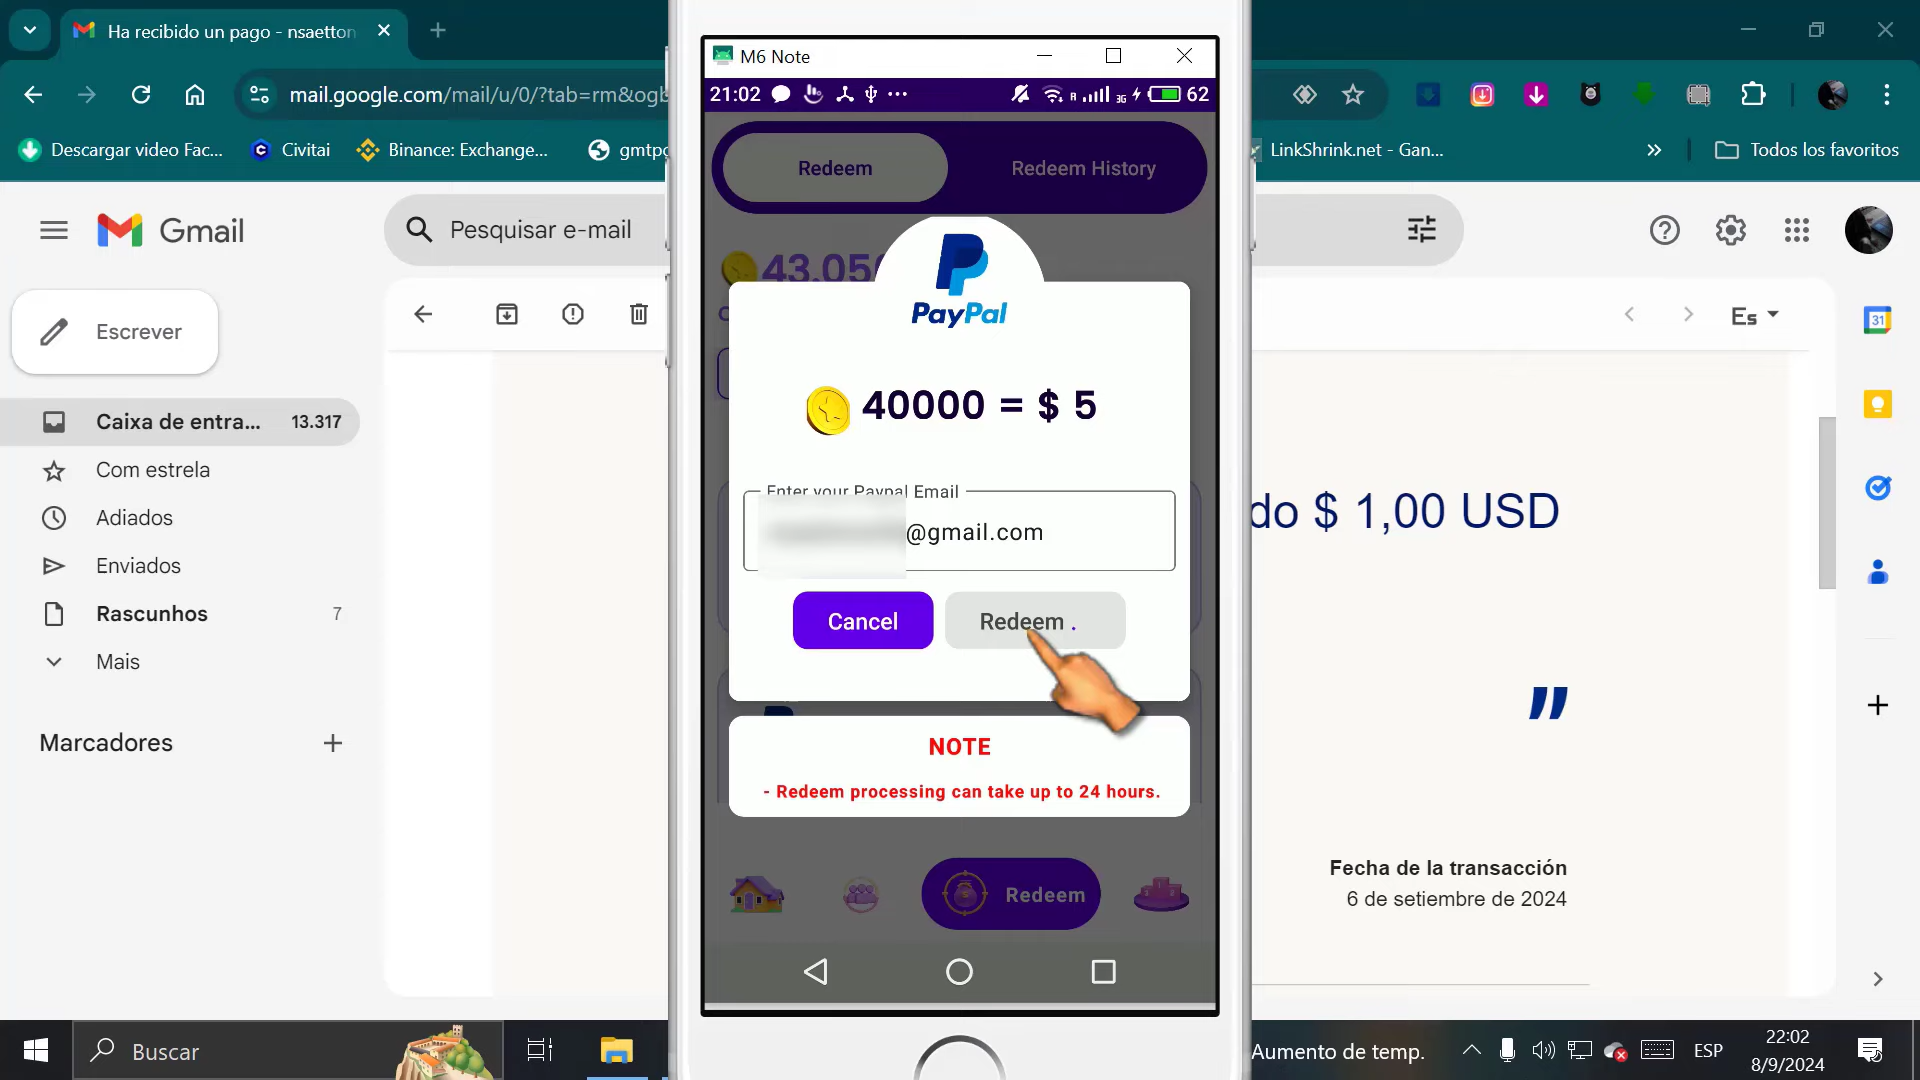 Ha recibido un pago - nsaetton
mail.google.com/mail/u/0/?tab=rm&ogb
Descargar video Fac...
Civitai
Binance: Exchange...
LinkShrink.net - Gan...
Todos los favoritos
M6 Note
21:02
3G
62
Gmail
Pesquisar e-mail
Redeem
Redeem History
Escrever
Es
PayPal
40000 = $ 5
Caixa de entra...
13.317
Com estrela
Adiados
Enviados
Rascunhos
7
Mais
Marcadores
Enter your Paypal Email
@gmail.com
Cancel
Redeem .
NOTE
- Redeem processing can take up to 24 hours.
Redeem
do $ 1,00 USD
”
Fecha de la transacción
6 de setiembre de 2024
31
Buscar
Aumento de temp.
ESP
22:02
8/9/2024